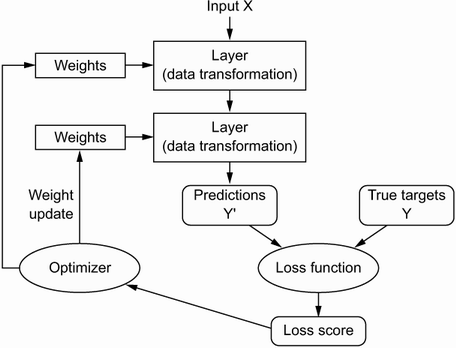 Input X
Weights
Layer
(data transformation)
Weights
Layer
(data transformation)
Weight
update
Predictions
Y'
True targets
Y
Optimizer
Loss function
Loss score